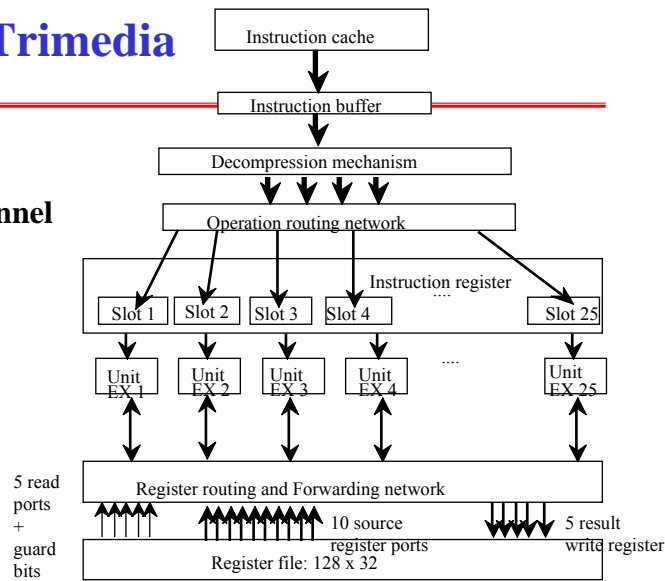 Trimedia
Instruction cache
Instruction buffer
Decompression mechanism
nnel
Operation routing network
Instruction register
....
Slot 1 Slot 2 Slot 3 Slot 4 Slot 25
....
Unit EX 1
Unit EX 2
Unit EX 3
Unit EX 4
Unit EX 25
5 read
ports
+
guard
bits
Register routing and Forwarding network
10 source
register ports
5 result
write register
Register file: 128 x 32